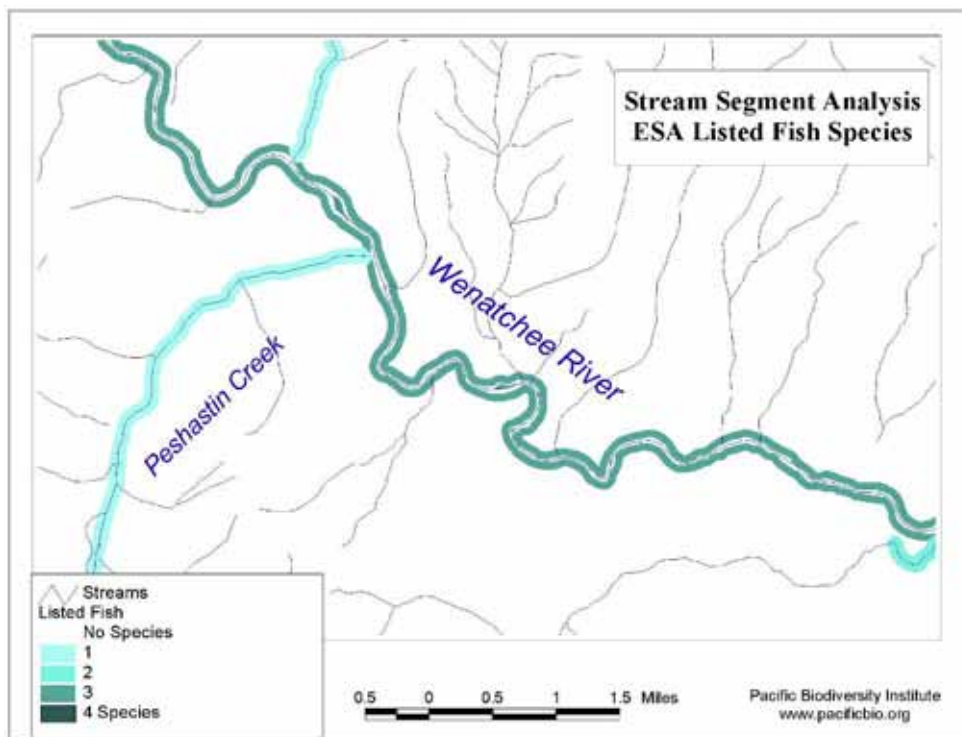 Stream Segment Analysis
ESA Listed Fish Species
Wenatchee River
Peshastin Creek
Streams
Listed Fish
No Species
1
2
3
4 Species
0.5 0 0.5 1 1.5 Miles
Pacific Biodiversity Institute
www.pacificbio.org